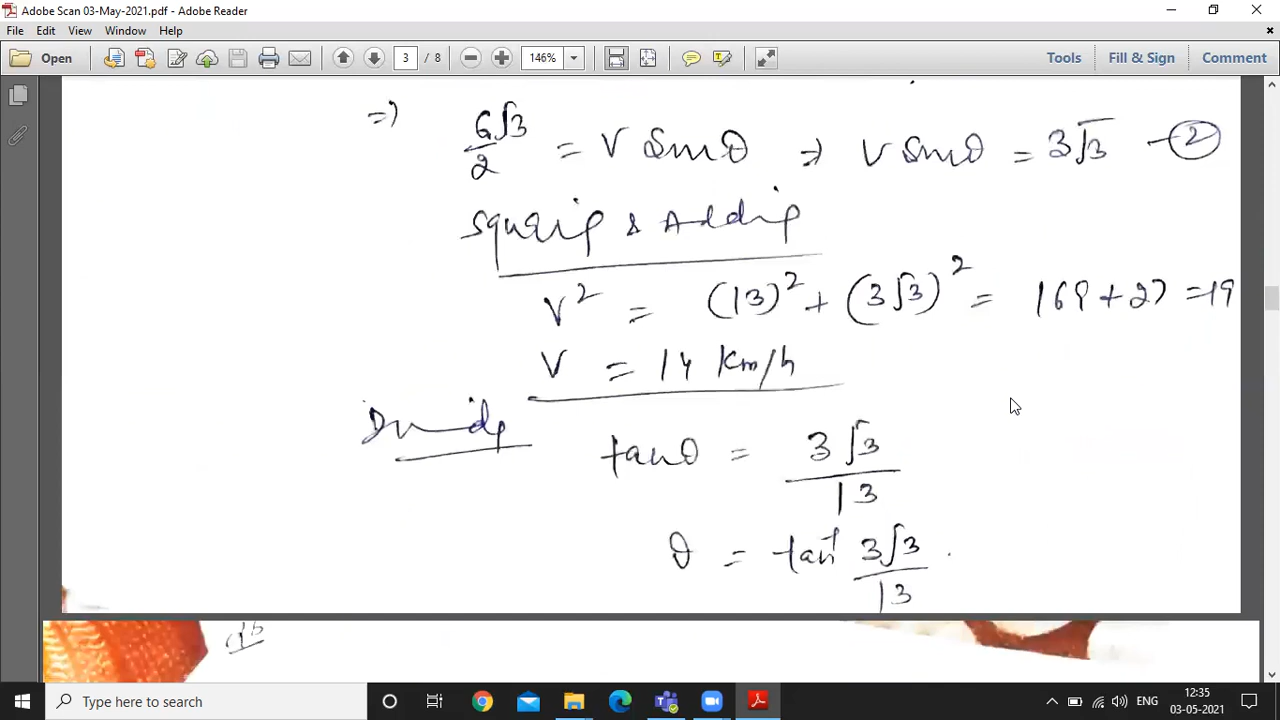 Adobe Scan 03-May-2021.pdf - Adobe Reader
File Edit View Window Help
Open 3 / 8 146% Tools Fill & Sign Comment
=) 6√3/2 = V Sinθ ⇒ V Sinθ = 3√3 - ②
Squaring & Adding
V² = (13)² + (3√3)² = 169 + 27 = 19
V = 14 Km/h
Dividing tanθ = 3√3/13
θ = tan⁻¹ 3√3/13 .
Type here to search
ENG
12:35
03-05-2021